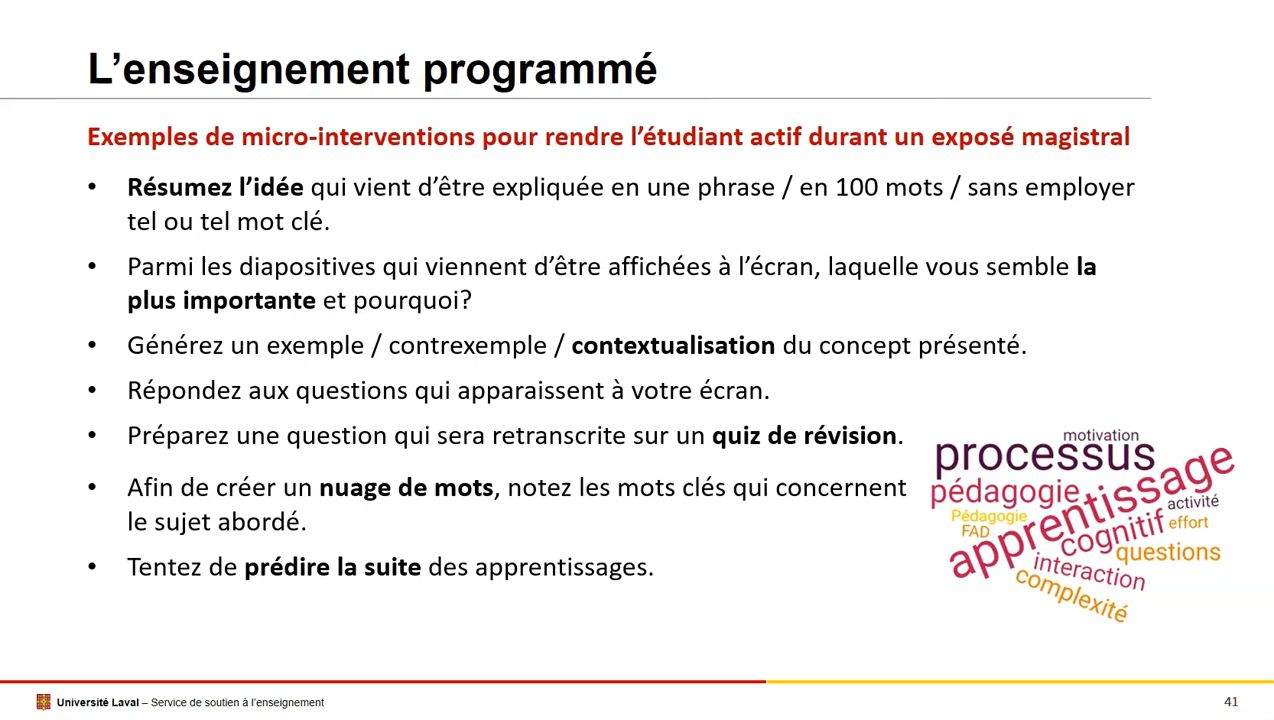 L’enseignement programmé
Exemples de micro-interventions pour rendre l’étudiant actif durant un exposé magistral
• Résumez l’idée qui vient d’être expliquée en une phrase / en 100 mots / sans employer
tel ou tel mot clé.
• Parmi les diapositives qui viennent d’être affichées à l’écran, laquelle vous semble la
plus importante et pourquoi?
• Générez un exemple / contrexemple / contextualisation du concept présenté.
• Répondez aux questions qui apparaissent à votre écran.
• Préparez une question qui sera retranscrite sur un quiz de révision.
• Afin de créer un nuage de mots, notez les mots clés qui concernent
le sujet abordé.
• Tentez de prédire la suite des apprentissages.
motivation
processus
pédagogie
apprentissage
activité
Pédagogie
FAD
cognitif
effort
questions
interaction
complexité
Université Laval – Service de soutien à l’enseignement
41